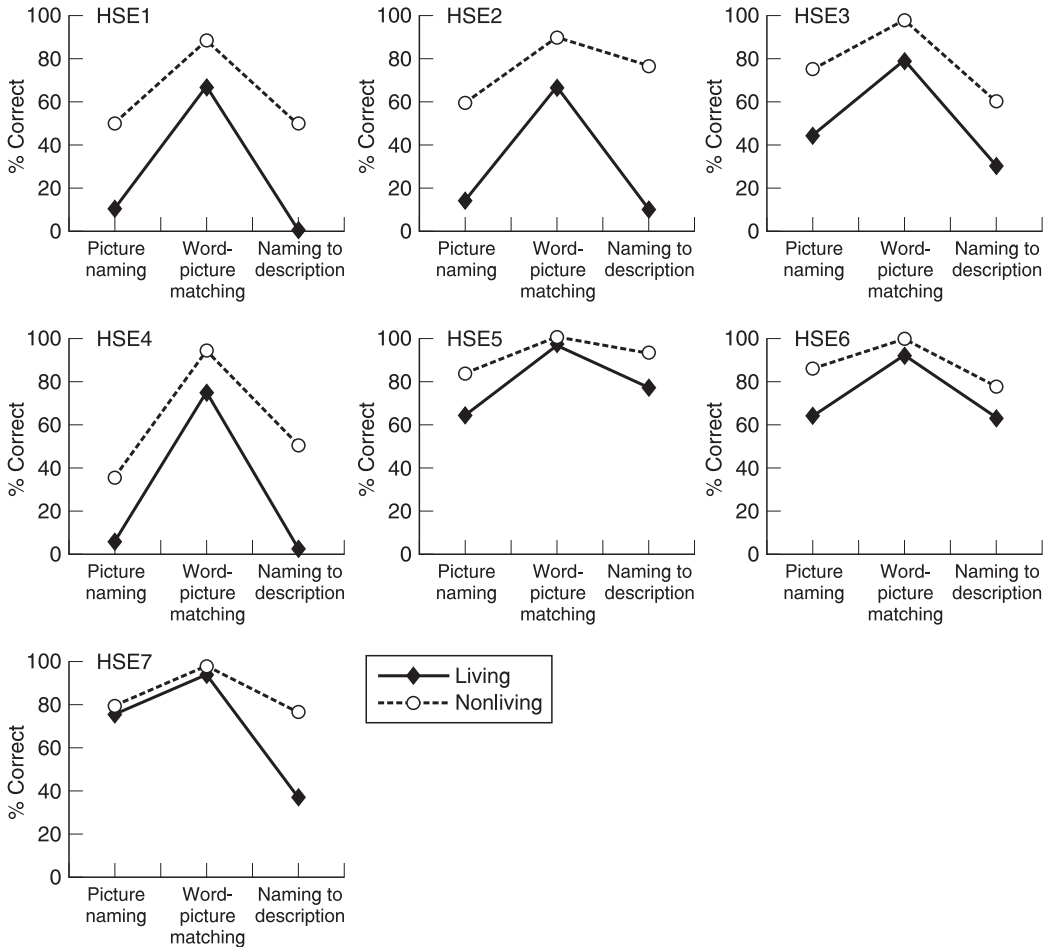 HSE1
100
80
60
40
20
0
% Correct
Picture naming
Word-picture matching
Naming to description
HSE2
100
80
60
40
20
0
% Correct
Picture naming
Word-picture matching
Naming to description
HSE3
100
80
60
40
20
0
% Correct
Picture naming
Word-picture matching
Naming to description
HSE4
100
80
60
40
20
0
% Correct
Picture naming
Word-picture matching
Naming to description
HSE5
100
80
60
40
20
0
% Correct
Picture naming
Word-picture matching
Naming to description
HSE6
100
80
60
40
20
0
% Correct
Picture naming
Word-picture matching
Naming to description
HSE7
100
80
60
40
20
0
% Correct
Picture naming
Word-picture matching
Naming to description
Living
Nonliving